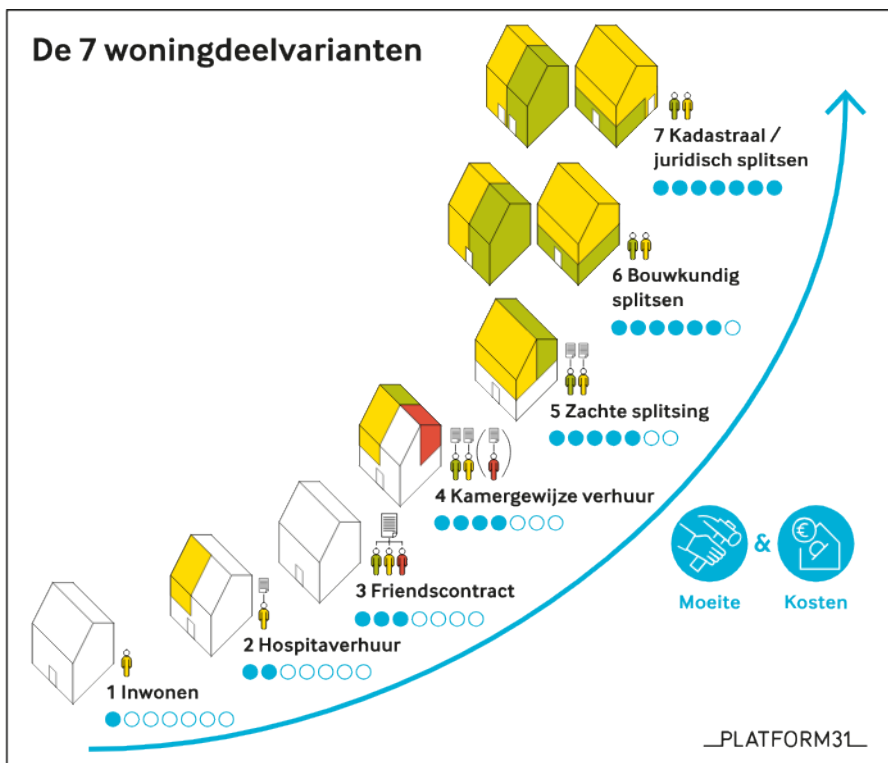 De 7 woningdeelvarianten
7 Kadastraal /
juridisch splitsen
6 Bouwkundig
splitsen
5 Zachte splitsing
4 Kamergewijze verhuur
3 Friendscontract
2 Hospitaverhuur
1 Inwonen
&
€
Moeite
Kosten
PLATFORM31